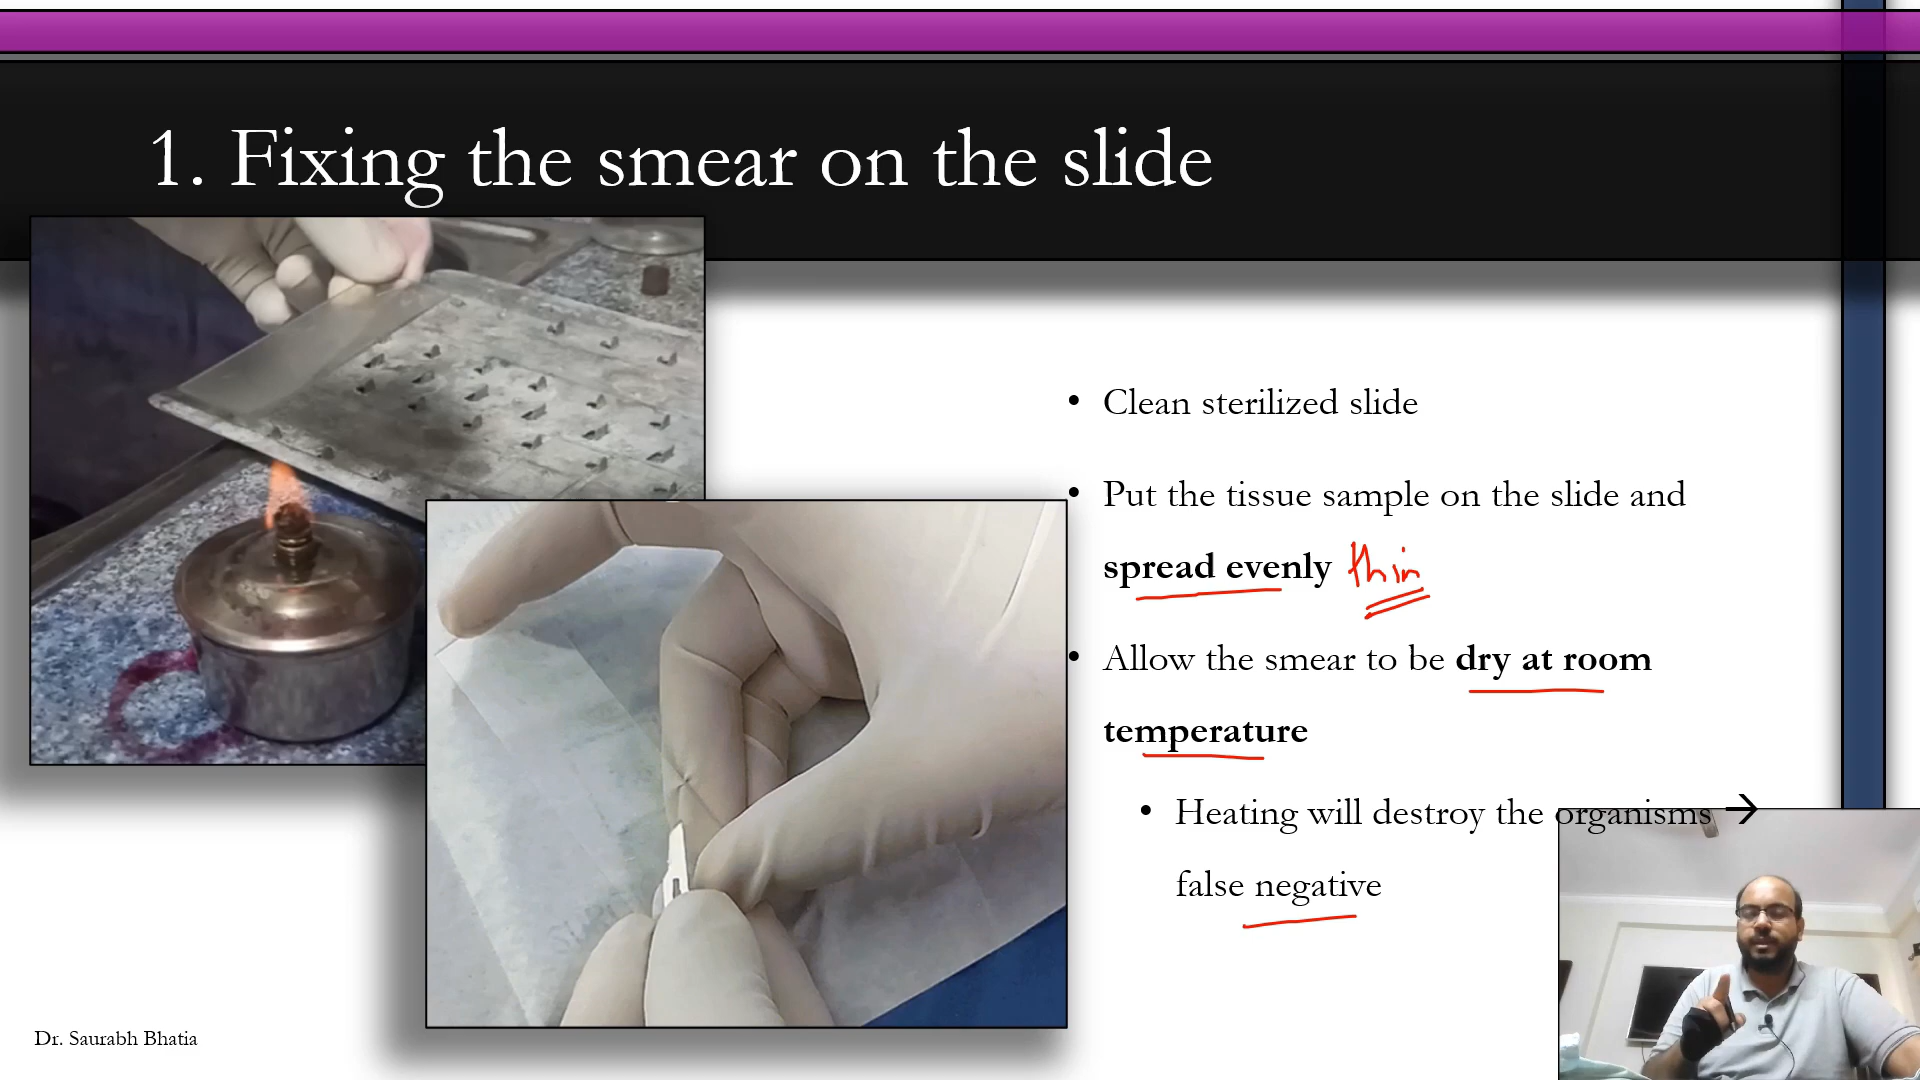 1. Fixing the smear on the slide
• Clean sterilized slide
• Put the tissue sample on the slide and
spread evenly thin
• Allow the smear to be dry at room
temperature
• Heating will destroy the organisms →
false negative
Dr. Saurabh Bhatia